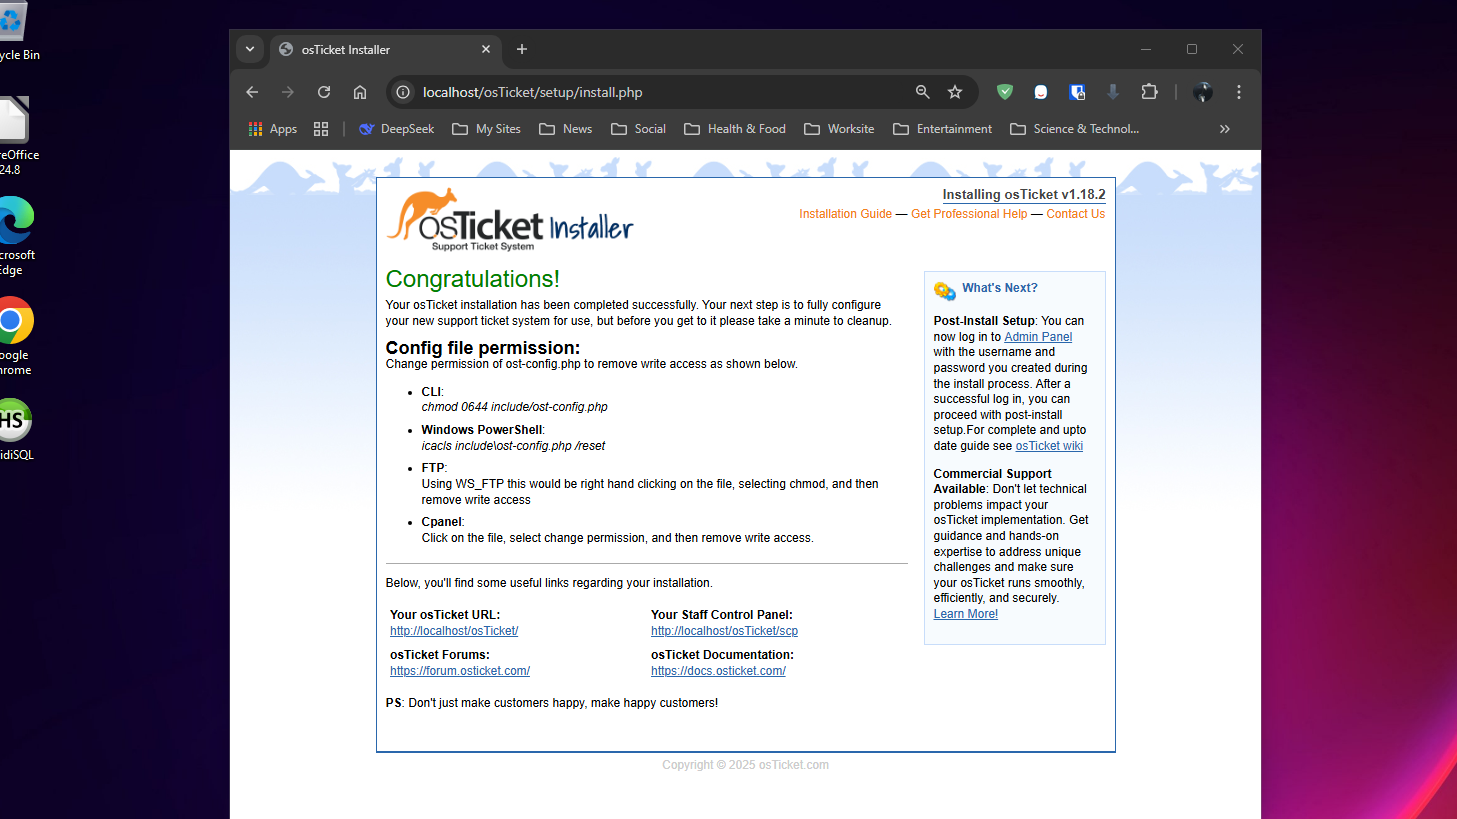 ycle Bin
eOffice
24.8
crosoft
Edge
oogle
hrome
HS
idiSQL
osTicket Installer
localhost/osTicket/setup/install.php
Apps
DeepSeek
My Sites
News
Social
Health & Food
Worksite
Entertainment
Science & Technol...
osTicket Installer
Support Ticket System
Installing osTicket v1.18.2
Installation Guide — Get Professional Help — Contact Us
Congratulations!
Your osTicket installation has been completed successfully. Your next step is to fully configure
your new support ticket system for use, but before you get to it please take a minute to cleanup.
Config file permission:
Change permission of ost-config.php to remove write access as shown below.
• CLI:
chmod 0644 include/ost-config.php
• Windows PowerShell:
icacls include\ost-config.php /reset
• FTP:
Using WS_FTP this would be right hand clicking on the file, selecting chmod, and then
remove write access
• Cpanel:
Click on the file, select change permission, and then remove write access.
Below, you'll find some useful links regarding your installation.
Your osTicket URL:
http://localhost/osTicket/
Your Staff Control Panel:
http://localhost/osTicket/scp
osTicket Forums:
https://forum.osticket.com/
osTicket Documentation:
https://docs.osticket.com/
PS: Don't just make customers happy, make happy customers!
What's Next?
Post-Install Setup: You can
now log in to Admin Panel
with the username and
password you created during
the install process. After a
successful log in, you can
proceed with post-install
setup.For complete and upto
date guide see osTicket wiki
Commercial Support
Available: Don't let technical
problems impact your
osTicket implementation. Get
guidance and hands-on
expertise to address unique
challenges and make sure
your osTicket runs smoothly,
efficiently, and securely.
Learn More!
Copyright © 2025 osTicket.com